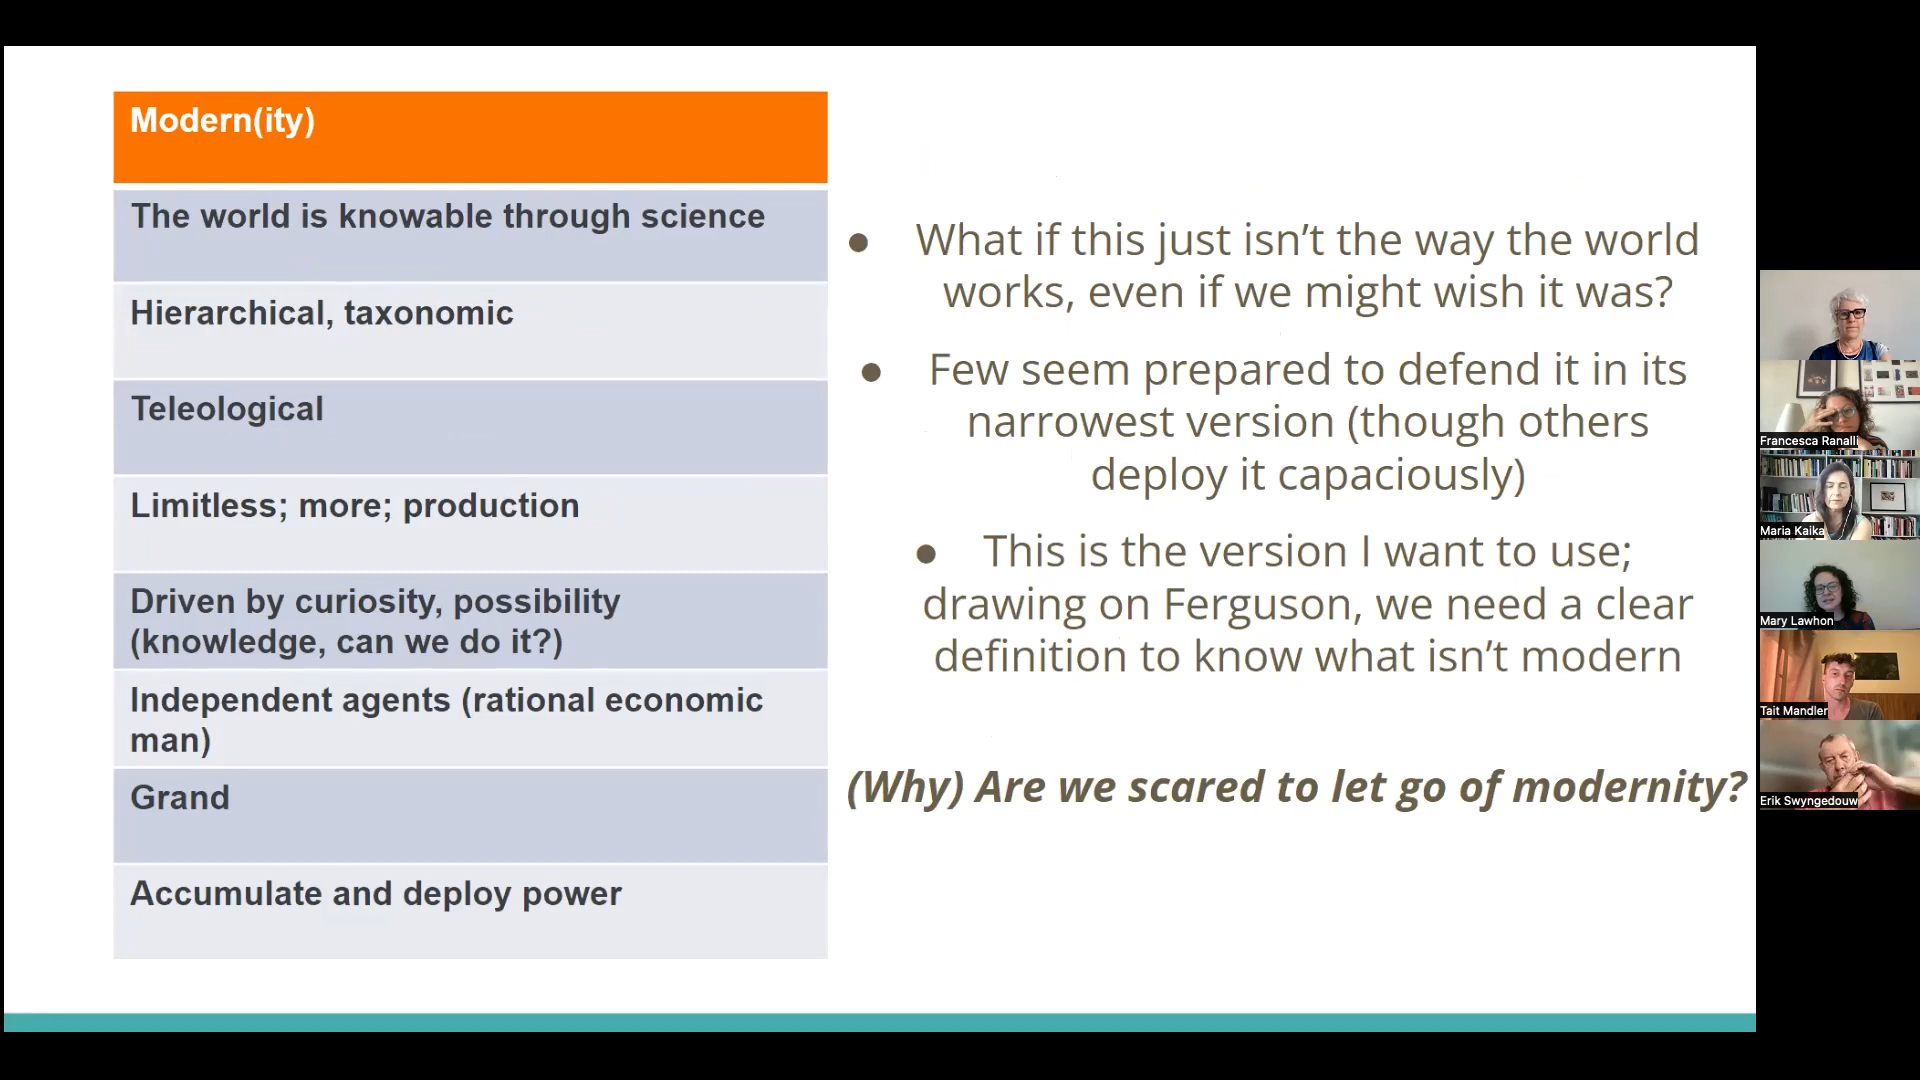 Modern(ity)
The world is knowable through science
Hierarchical, taxonomic
Teleological
Limitless; more; production
Driven by curiosity, possibility
(knowledge, can we do it?)
Independent agents (rational economic
man)
Grand
Accumulate and deploy power
● What if this just isn’t the way the world
works, even if we might wish it was?
● Few seem prepared to defend it in its
narrowest version (though others
deploy it capaciously)
● This is the version I want to use;
drawing on Ferguson, we need a clear
definition to know what isn’t modern
(Why) Are we scared to let go of modernity?
Francesca Ranalli
Maria Kaika
Mary Lawhon
Tait Mandler
Erik Swyngedouw